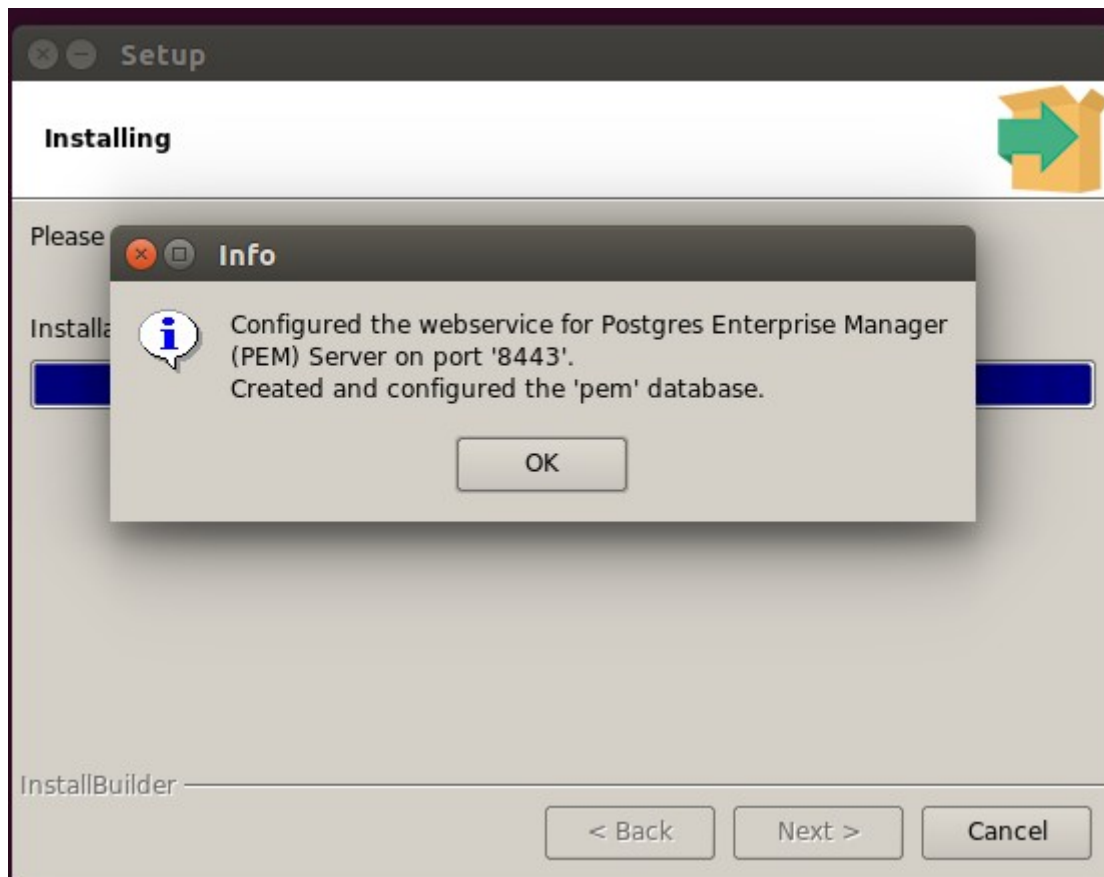 Setup
Installing
Please
Info
Installa
Configured the webservice for Postgres Enterprise Manager
(PEM) Server on port '8443'.
Created and configured the 'pem' database.
OK
InstallBuilder
< Back Next > Cancel